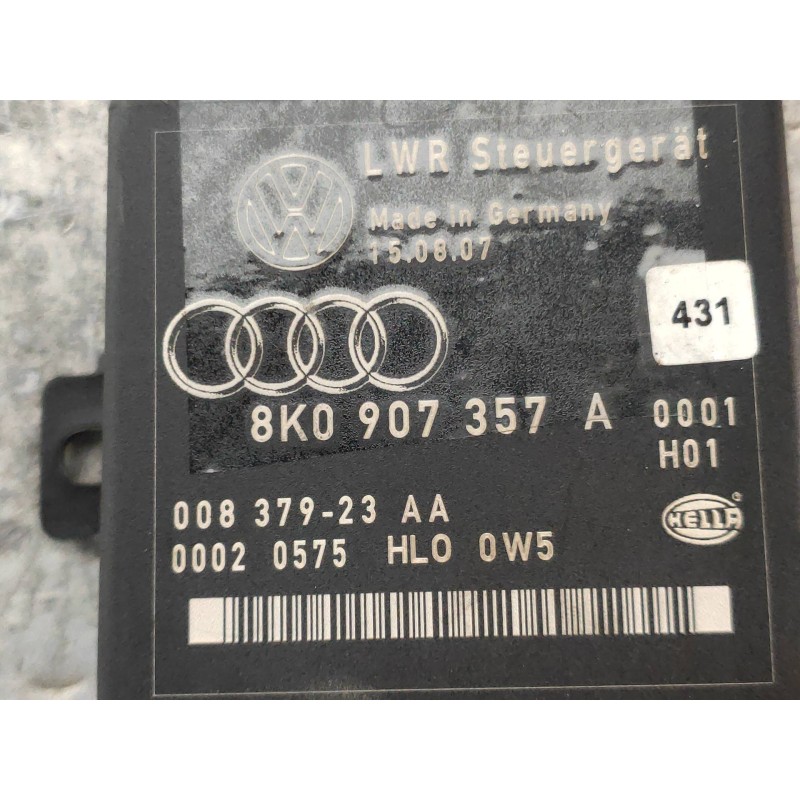 LWR Steuergerät
Made in Germany
15.08.07
431
8K0 907 357 A 0001
H01
008 379-23 AA
0002 0575 HLO 0W5
HELLA